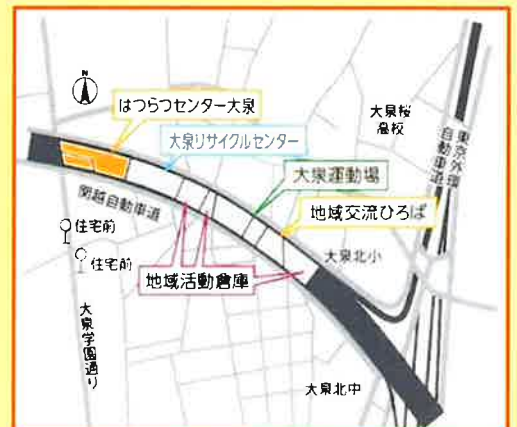 N
はつらつセンター大泉
大泉リサイクルセンター
大泉桜
高校
東京外環
自動車道
大泉運動場
関越自動車道
地域交流ひろば
住宅前
住宅前
大泉北小
地域活動倉庫
大泉学園通り
大泉北中